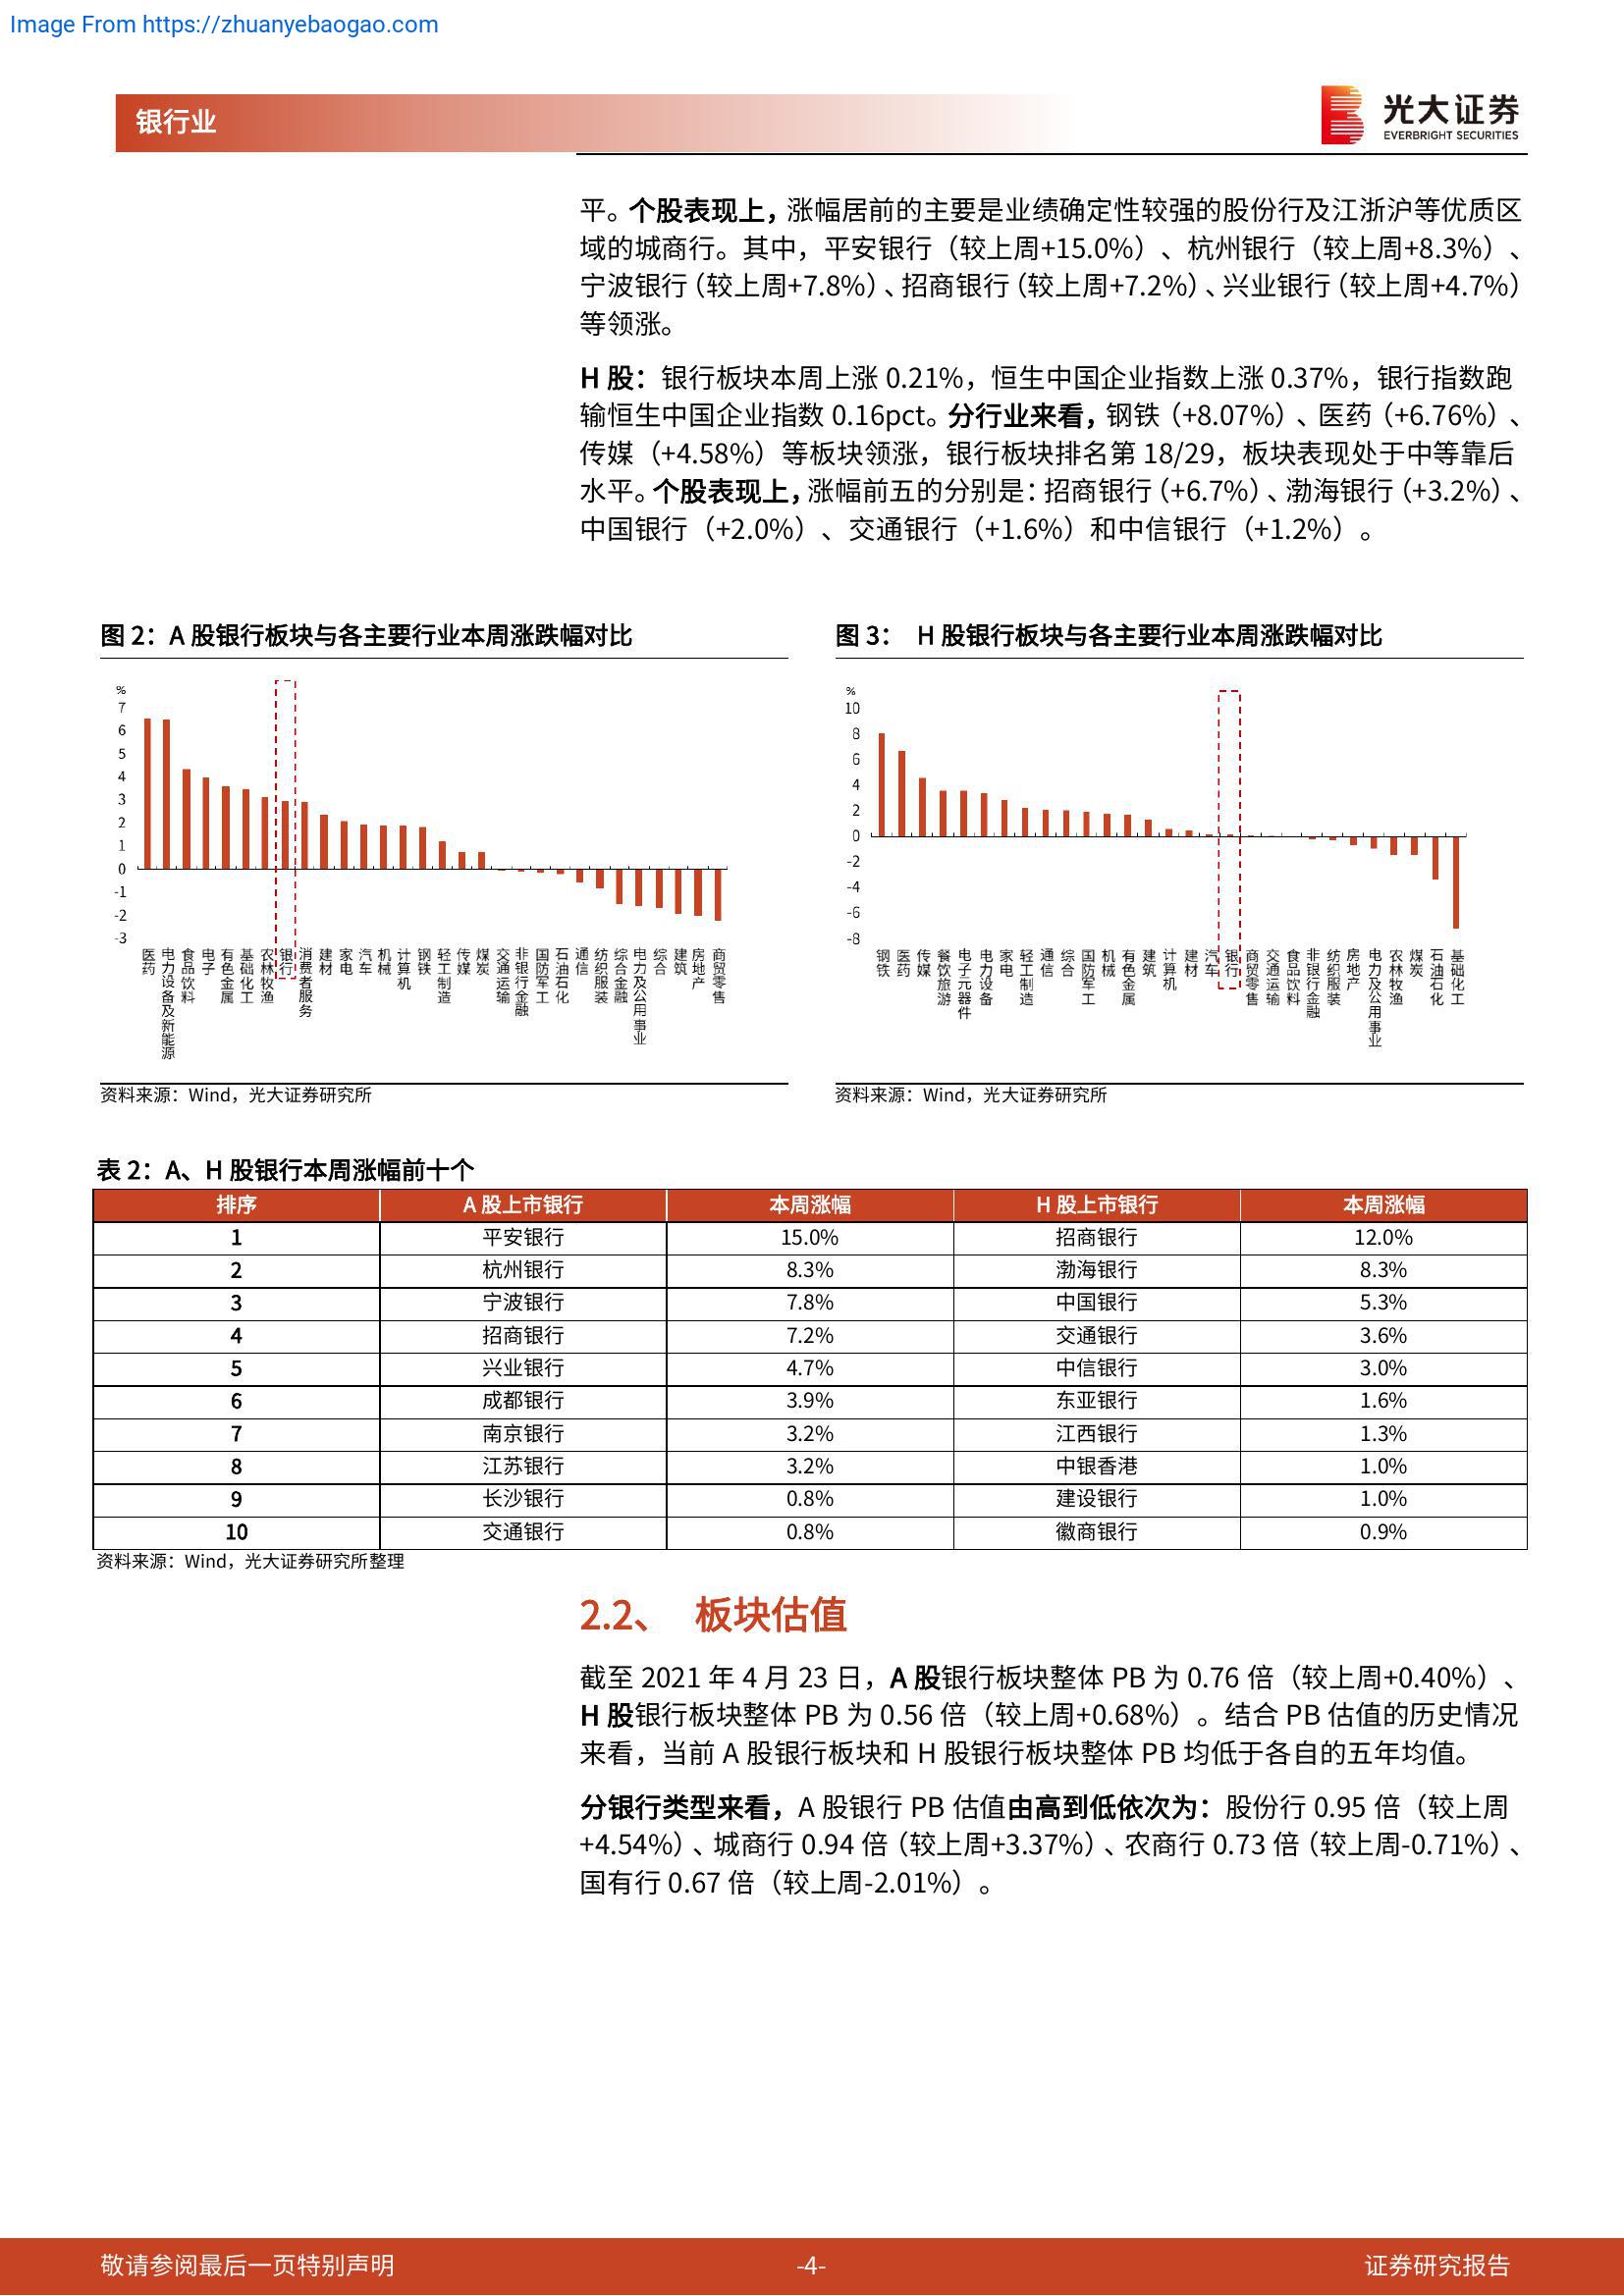 Image From https://zhuanyebaogao.com
银行业
光大证券
EVERBRIGHT SECURITIES
平。个股表现上，涨幅居前的主要是业绩确定性较强的股份行及江浙沪等优质区
域的城商行。其中，平安银行（较上周+15.0%）、杭州银行（较上周+8.3%）、
宁波银行（较上周+7.8%）、招商银行（较上周+7.2%）、兴业银行（较上周+4.7%）
等领涨。
H 股：银行板块本周上涨 0.21%，恒生中国企业指数上涨 0.37%，银行指数跑
输恒生中国企业指数 0.16pct。分行业来看，钢铁（+8.07%）、医药（+6.76%）、
传媒（+4.58%）等板块领涨，银行板块排名第 18/29，板块表现处于中等靠后
水平。个股表现上，涨幅前五的分别是：招商银行（+6.7%）、渤海银行（+3.2%）、
中国银行（+2.0%）、交通银行（+1.6%）和中信银行（+1.2%）。
图 2：A 股银行板块与各主要行业本周涨跌幅对比
%
7
6
5
4
3
2
1
0
-1
-2
-3
医药
电力设备及新能源
食品饮料
电子
有色金属
基础化工
农林牧渔
银行
消费者服务
建材
家电
汽车
机械
计算机
钢铁
轻工制造
传媒
煤炭
交通运输
非银行金融
国防军工
石油石化
通信
纺织服装
综合金融
电力及公用事业
综合
建筑
房地产
商贸零售
资料来源：Wind，光大证券研究所
图 3： H 股银行板块与各主要行业本周涨跌幅对比
%
10
8
6
4
2
0
-2
-4
-6
-8
钢铁
医药
传媒
餐饮旅游
电子元器件
电力设备
家电
轻工制造
通信
综合
国防军工
机械
有色金属
建筑
计算机
建材
汽车
银行
商贸零售
交通运输
食品饮料
非银行金融
纺织服装
房地产
电力及公用事业
农林牧渔
煤炭
石油石化
基础化工
资料来源：Wind，光大证券研究所
表 2：A、H 股银行本周涨幅前十个
排序 A 股上市银行 本周涨幅 H 股上市银行 本周涨幅
1 平安银行 15.0% 招商银行 12.0%
2 杭州银行 8.3% 渤海银行 8.3%
3 宁波银行 7.8% 中国银行 5.3%
4 招商银行 7.2% 交通银行 3.6%
5 兴业银行 4.7% 中信银行 3.0%
6 成都银行 3.9% 东亚银行 1.6%
7 南京银行 3.2% 江西银行 1.3%
8 江苏银行 3.2% 中银香港 1.0%
9 长沙银行 0.8% 建设银行 1.0%
10 交通银行 0.8% 徽商银行 0.9%
资料来源：Wind，光大证券研究所整理
2.2、 板块估值
截至 2021 年 4 月 23 日，A 股银行板块整体 PB 为 0.76 倍（较上周+0.40%）、
H 股银行板块整体 PB 为 0.56 倍（较上周+0.68%）。结合 PB 估值的历史情况
来看，当前 A 股银行板块和 H 股银行板块整体 PB 均低于各自的五年均值。
分银行类型来看，A 股银行 PB 估值由高到低依次为：股份行 0.95 倍（较上周
+4.54%）、城商行 0.94 倍（较上周+3.37%）、农商行 0.73 倍（较上周-0.71%）、
国有行 0.67 倍（较上周-2.01%）。
敬请参阅最后一页特别声明 -4- 证券研究报告